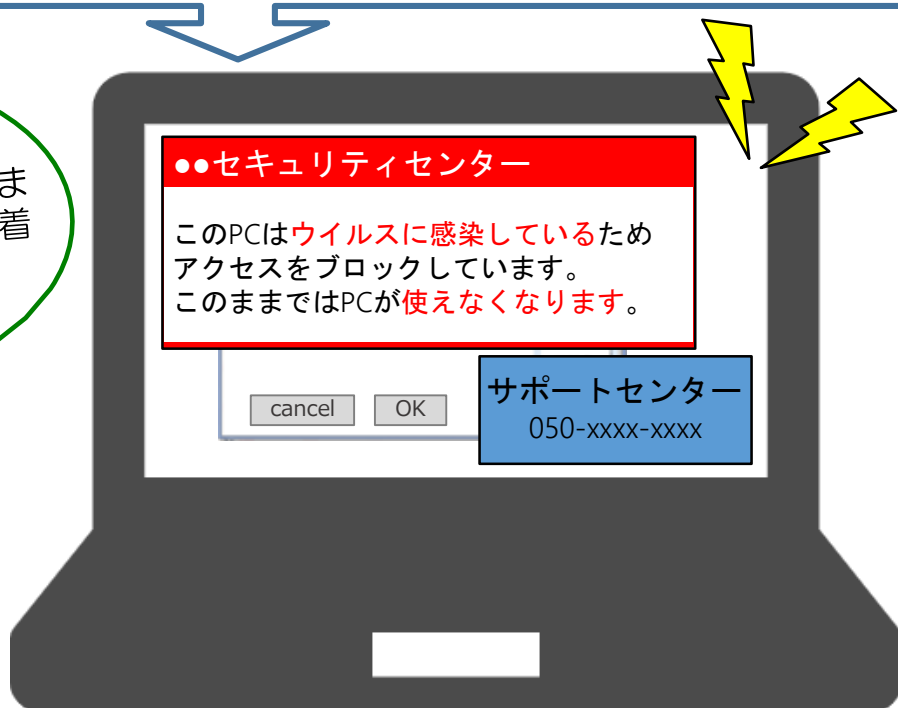 ま
着
●●セキュリティセンター
このPCはウイルスに感染しているため
アクセスをブロックしています。
このままではPCが使えなくなります。
cancel OK
サポートセンター
050-xxxx-xxxx